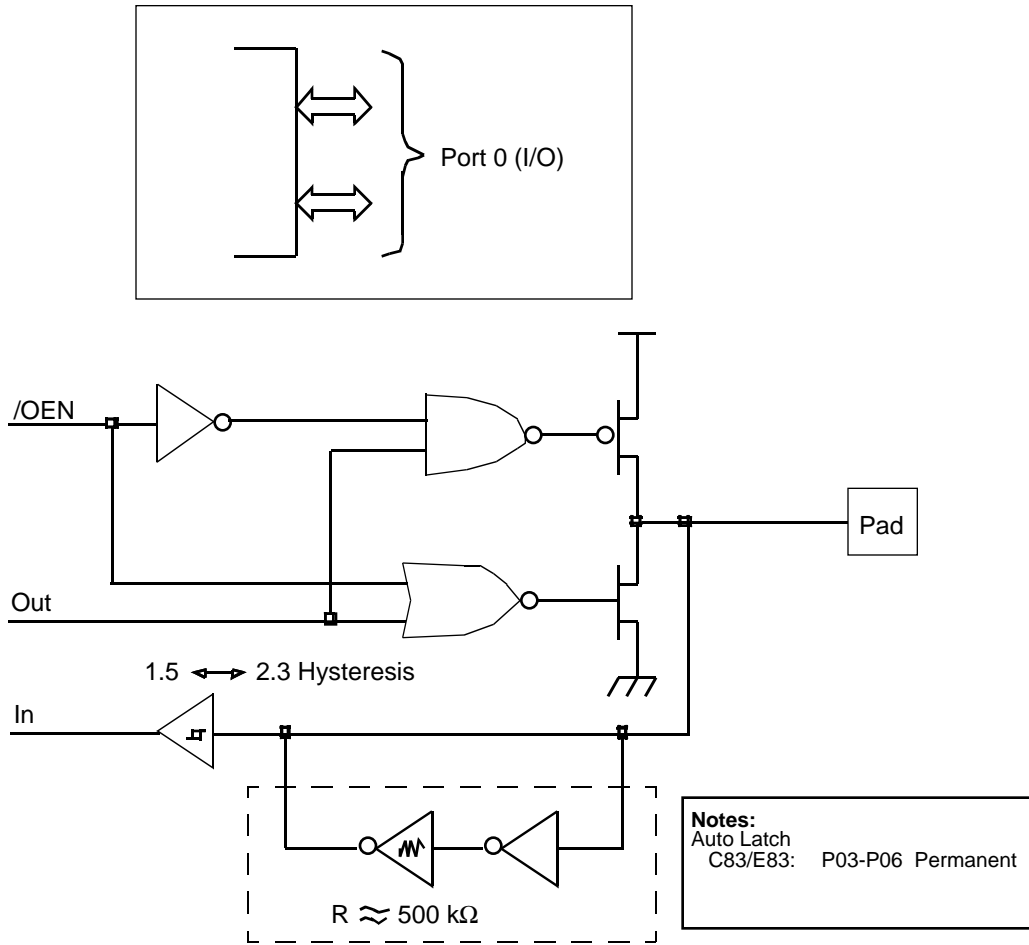 Port 0 (I/O)
/OEN
Pad
Out
1.5 2.3 Hysteresis
In
R ≈ 500 kΩ
Notes:
Auto Latch
C83/E83: P03-P06 Permanent